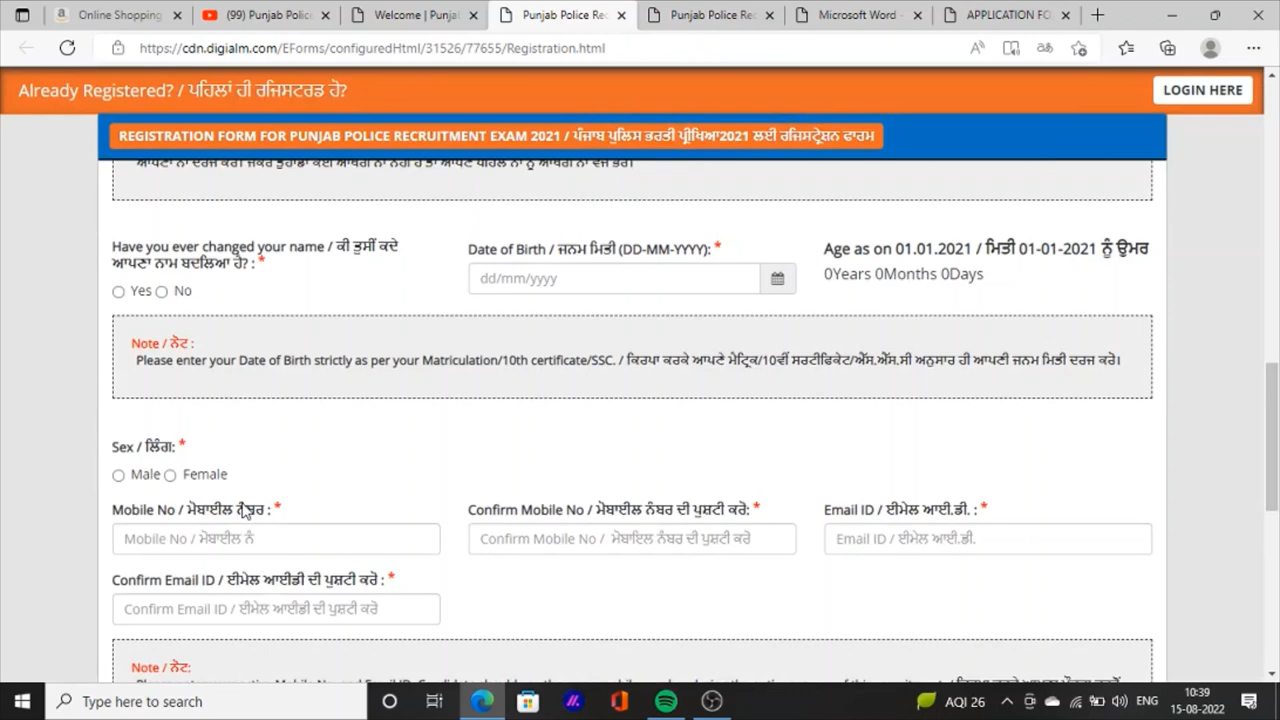 Online Shopping
(99) Punjab Polic
Welcome | Punjab
Punjab Police Rec
Punjab Police Rec
Microsoft Word -
APPLICATION FO
https://cdn.digialm.com/EForms/configuredHtml/31526/77655/Registration.html
Already Registered? / ਪਹਿਲਾਂ ਹੀ ਰਜਿਸਟਰਡ ਹੋ?
LOGIN HERE
REGISTRATION FORM FOR PUNJAB POLICE RECRUITMENT EXAM 2021 / ਪੰਜਾਬ ਪੁਲਿਸ ਭਰਤੀ ਪ੍ਰੀਖਿਆ2021 ਲਈ ਰਜਿਸਟ੍ਰੇਸ਼ਨ ਫਾਰਮ
Have you ever changed your name / ਕੀ ਤੁਸੀਂ ਕਦੇ
ਆਪਣਾ ਨਾਮ ਬਦਲਿਆ ਹੈ? : *
Yes No
Date of Birth / ਜਨਮ ਮਿਤੀ (DD-MM-YYYY): *
dd/mm/yyyy
Age as on 01.01.2021 / ਮਿਤੀ 01-01-2021 ਨੂੰ ਉਮਰ
0Years 0Months 0Days
Note / ਨੋਟ :
Please enter your Date of Birth strictly as per your Matriculation/10th certificate/SSC. / ਕਿਰਪਾ ਕਰਕੇ ਆਪਣੇ ਮੈਟ੍ਰਿਕ/10ਵੀਂ ਸਰਟੀਫਿਕੇਟ/ਐੱਸ.ਐੱਸ.ਸੀ ਅਨੁਸਾਰ ਹੀ ਆਪਣੀ ਜਨਮ ਮਿਤੀ ਦਰਜ ਕਰੋ।
Sex / ਲਿੰਗ: *
Male Female
Mobile No / ਮੋਬਾਈਲ ਨੰਬਰ : *
Mobile No / ਮੋਬਾਈਲ ਨੰ
Confirm Mobile No / ਮੋਬਾਈਲ ਨੰਬਰ ਦੀ ਪੁਸ਼ਟੀ ਕਰੋ: *
Confirm Mobile No / ਮੋਬਾਇਲ ਨੰਬਰ ਦੀ ਪੁਸ਼ਟੀ ਕਰੋ
Email ID / ਈਮੇਲ ਆਈ.ਡੀ. : *
Email ID / ਈਮੇਲ ਆਈ.ਡੀ.
Confirm Email ID / ਈਮੇਲ ਆਈਡੀ ਦੀ ਪੁਸ਼ਟੀ ਕਰੋ : *
Confirm Email ID / ਈਮੇਲ ਆਈਡੀ ਦੀ ਪੁਸ਼ਟੀ ਕਰੋ
Note / ਨੋਟ:
Type here to search
AQI 26
ENG
10:39
15-08-2022